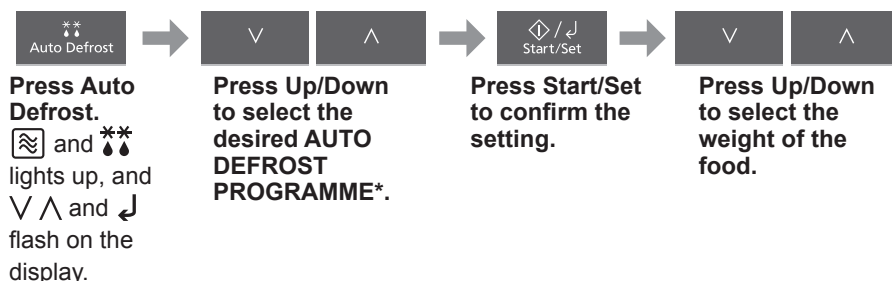 Auto Defrost
Start/Set
Press Auto
Defrost.
and
lights up, and
and
flash on the
display.
Press Up/Down
to select the
desired AUTO
DEFROST
PROGRAMME*.
Press Start/Set
to confirm the
setting.
Press Up/Down
to select the
weight of the
food.